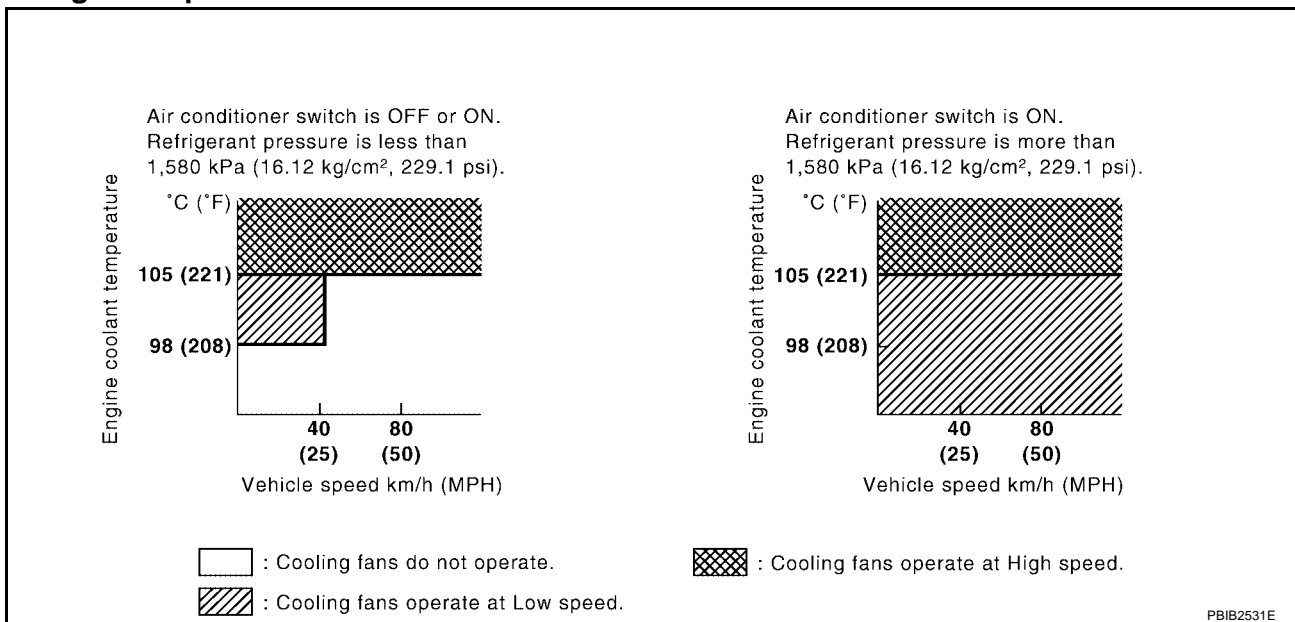 Air conditioner switch is OFF or ON.
Refrigerant pressure is less than
1,580 kPa (16.12 kg/cm², 229.1 psi).
Engine coolant temperature
˚C (˚F)
105 (221)
98 (208)
40
(25)
80
(50)
Vehicle speed km/h (MPH)
Air conditioner switch is ON.
Refrigerant pressure is more than
1,580 kPa (16.12 kg/cm², 229.1 psi).
Engine coolant temperature
˚C (˚F)
105 (221)
98 (208)
40
(25)
80
(50)
Vehicle speed km/h (MPH)
: Cooling fans do not operate.
: Cooling fans operate at High speed.
: Cooling fans operate at Low speed.
PBIB2531E